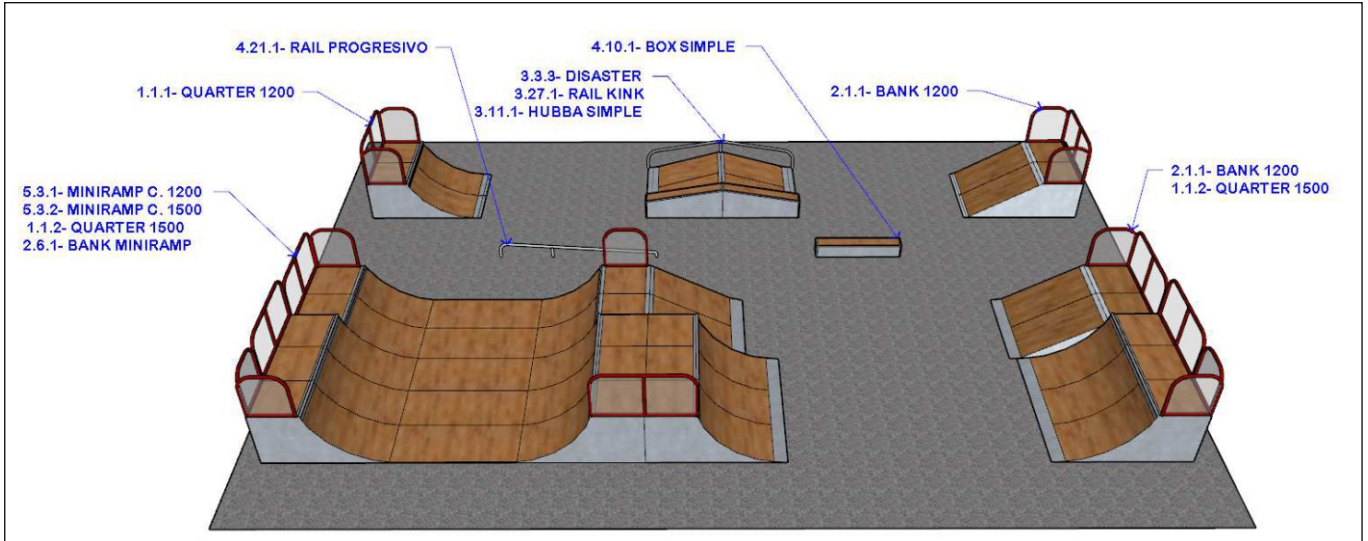 4.21.1- RAIL PROGRESIVO
4.10.1- BOX SIMPLE
1.1.1- QUARTER 1200
3.3.3- DISASTER
3.27.1- RAIL KINK
3.11.1- HUBBA SIMPLE
2.1.1- BANK 1200
5.3.1- MINIRAMP C. 1200
5.3.2- MINIRAMP C. 1500
1.1.2- QUARTER 1500
2.6.1- BANK MINIRAMP
2.1.1- BANK 1200
1.1.2- QUARTER 1500